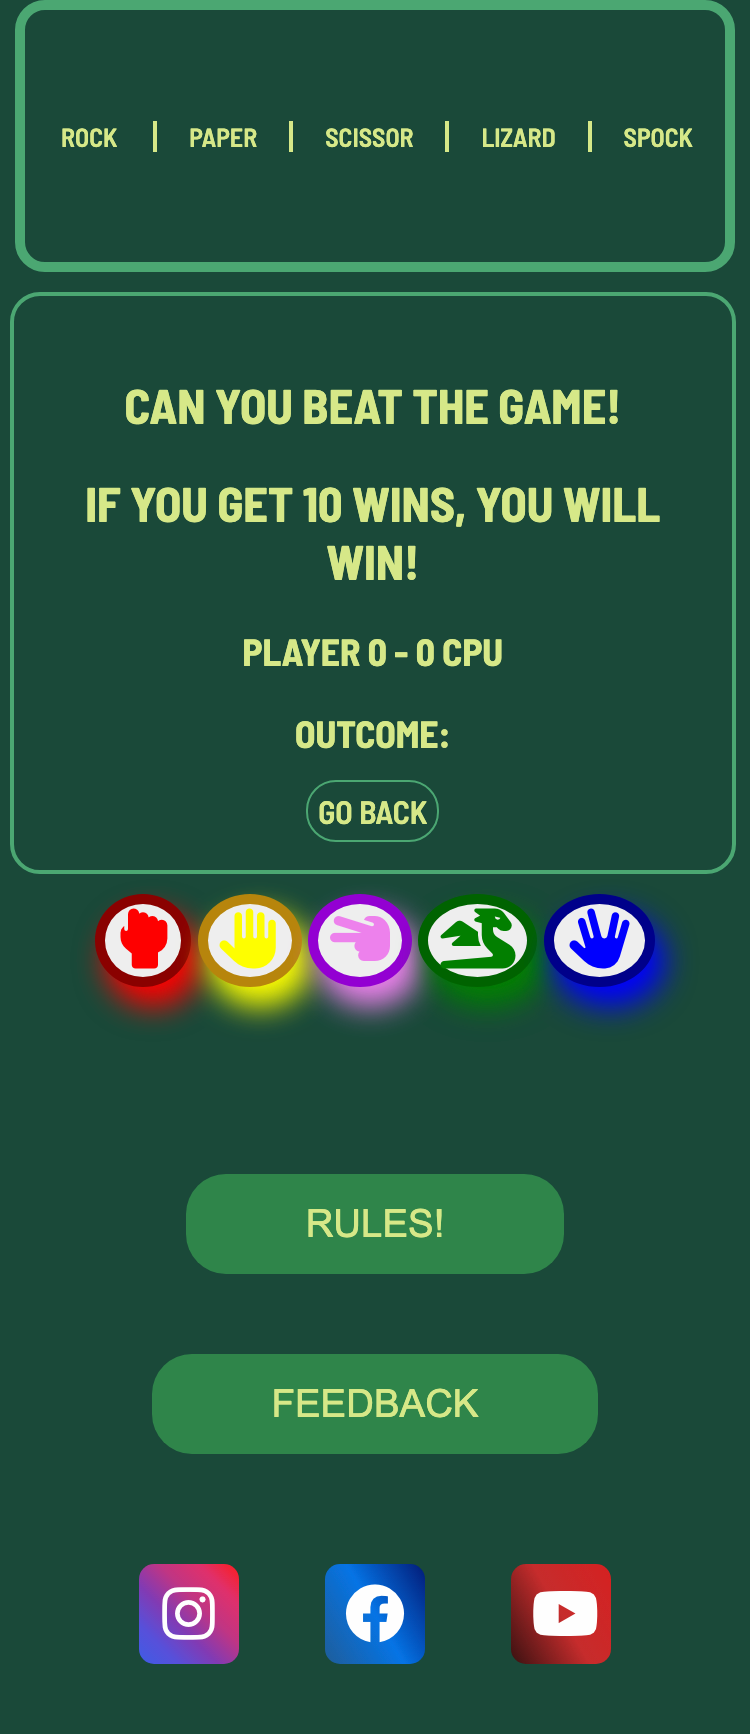 ROCK | PAPER | SCISSOR | LIZARD | SPOCK
CAN YOU BEAT THE GAME!
IF YOU GET 10 WINS, YOU WILL
WIN!
PLAYER 0 - 0 CPU
OUTCOME:
GO BACK
RULES!
FEEDBACK